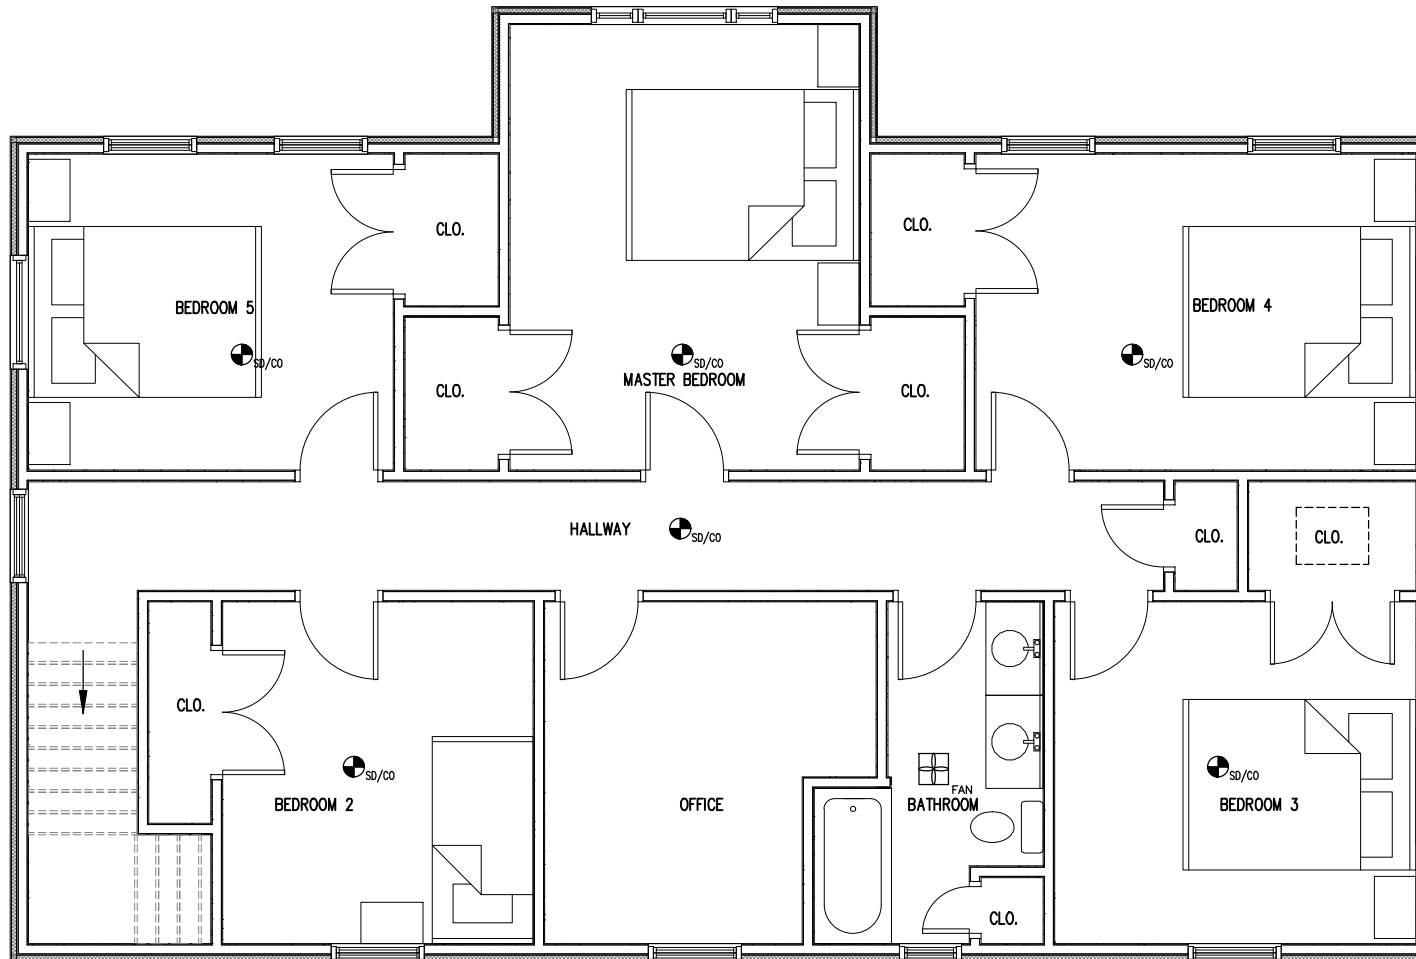 CLO.
CLO.
BEDROOM 5
BEDROOM 4
SD/CO
SD/CO
SD/CO
MASTER BEDROOM
CLO.
CLO.
HALLWAY
SD/CO
CLO.
CLO.
CLO.
SD/CO
SD/CO
FAN
BEDROOM 2
OFFICE
BATHROOM
BEDROOM 3
CLO.